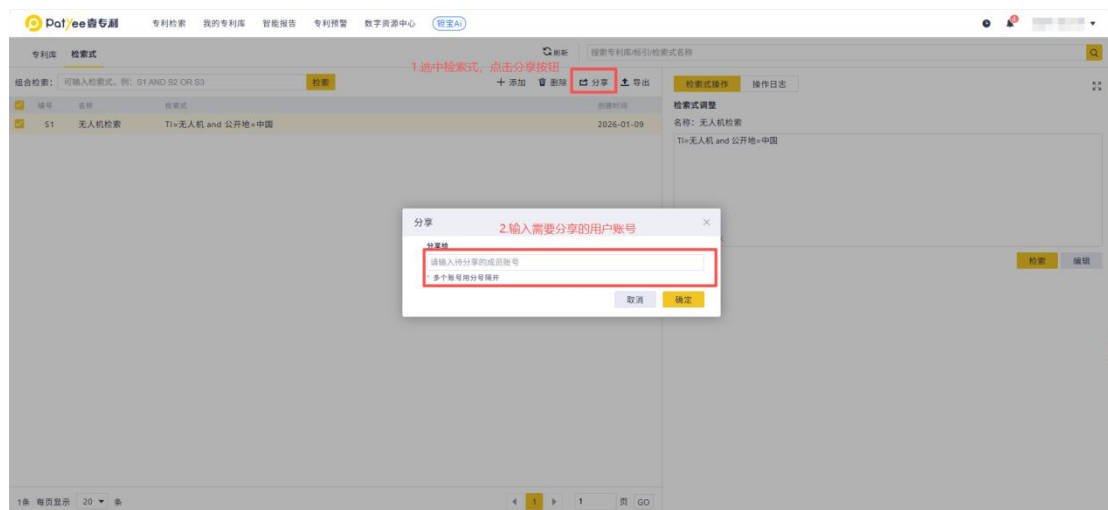 Patyee壹专利 专利检索 我的专利库 智能报告 专利预警 数字资源中心 钽宝AI 4
专利库 检索式 刷新 搜索专利库/标引/检索式名称
1.选中检索式，点击分享按钮
组合检索： 可输入检索式，例：S1 AND S2 OR S3 检索 添加 删除 分享 导出 检索式操作 操作日志
编号 名称 检索式 创建时间 检索式调整
S1 无人机检索 TI=无人机 and 公开地=中国 2026-01-09 名称：无人机检索
TI=无人机 and 公开地=中国
分享
2.输入需要分享的用户账号
分享给
请输入待分享的成员账号
* 多个账号用分号隔开
检索 编辑
取消 确定
1条 每页显示 20 条 1 1 页 GO